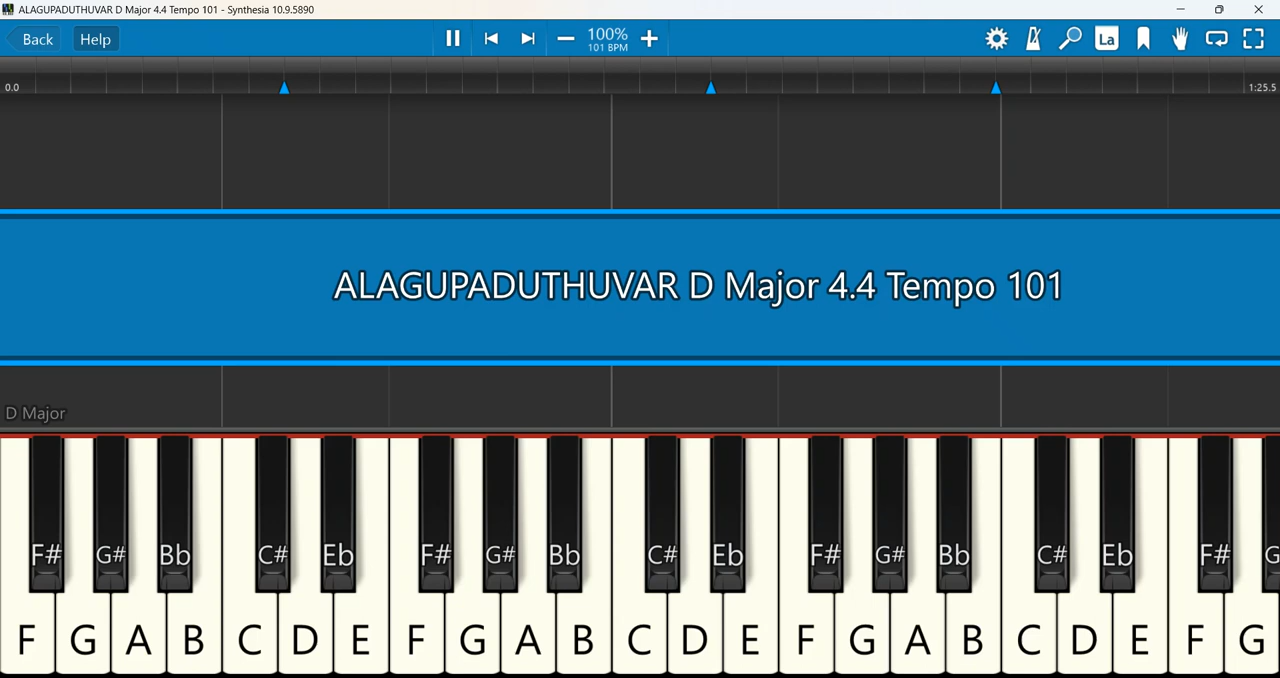 ALAGUPADUTHUVAR D Major 4.4 Tempo 101 - Synthesia 10.9.5890
Back Help 100% La
101 BPM
0.0 1:25.5
ALAGUPADUTHUVAR D Major 4.4 Tempo 101
D Major
F# G# Bb C# Eb F# G# Bb C# Eb F# G# Bb C# Eb F# G
F G A B C D E F G A B C D E F G A B C D E F G